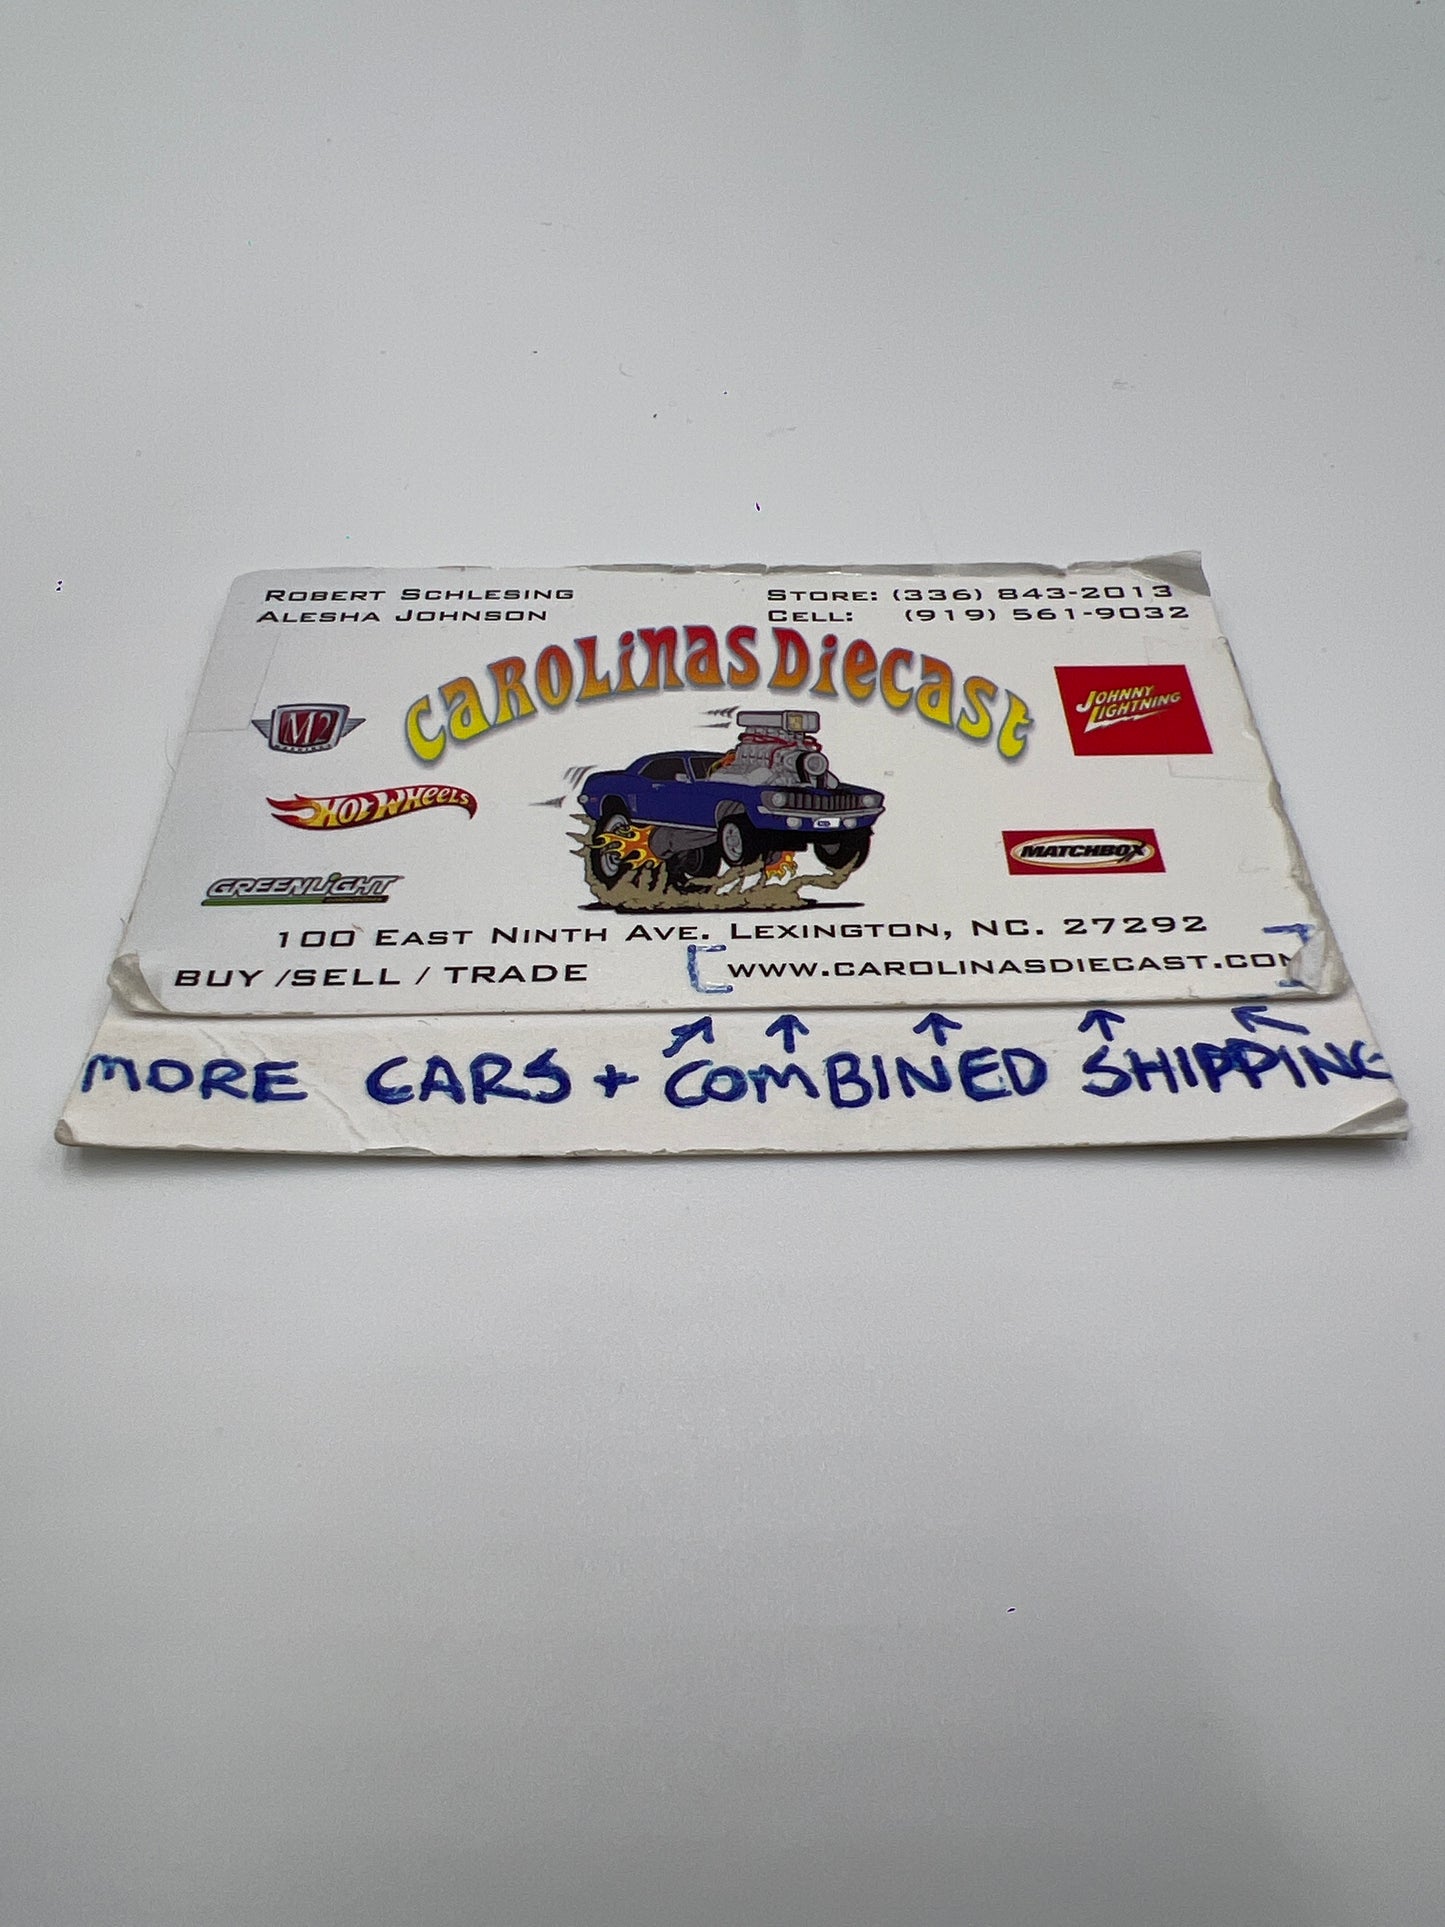 ROBERT SCHLESING
ALESHA JOHNSON
STORE: (336) 843-2013
CELL: (919) 561-9032
CAROLINAS DIECAST
M2
JOHNNY LIGHTNING
HOT WHEELS
MATCHBOX
GREENLIGHT
100 EAST NINTH AVE. LEXINGTON, NC. 27292
BUY /SELL / TRADE
[WWW.CAROLINASDIECAST.COM]
MORE CARS + COMBINED SHIPPING